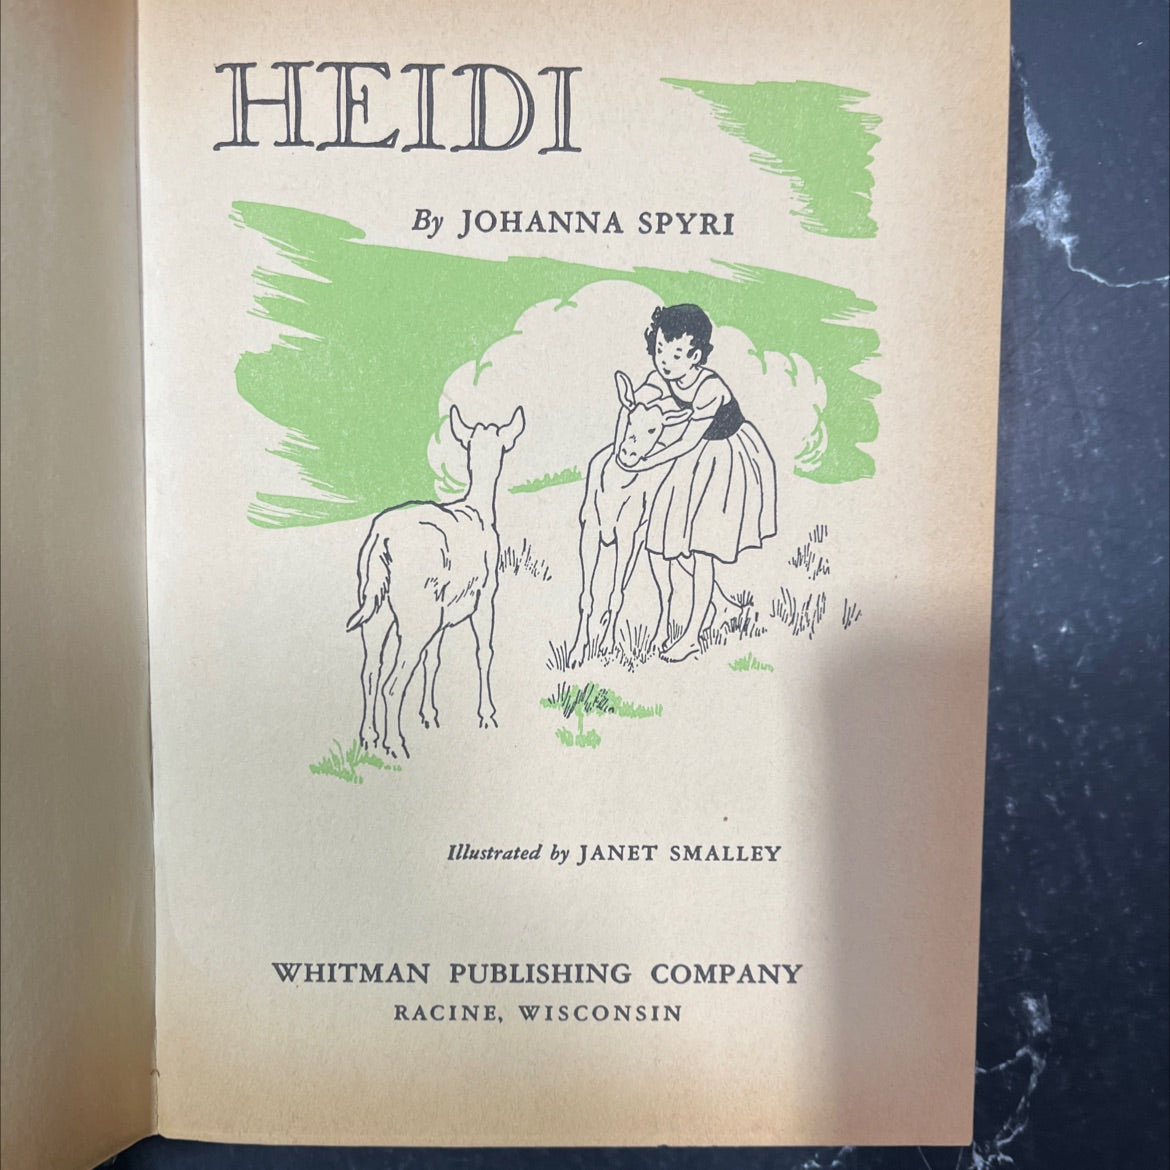 HEIDI
By JOHANNA SPYRI
Illustrated by JANET SMALLEY
WHITMAN PUBLISHING COMPANY
RACINE, WISCONSIN